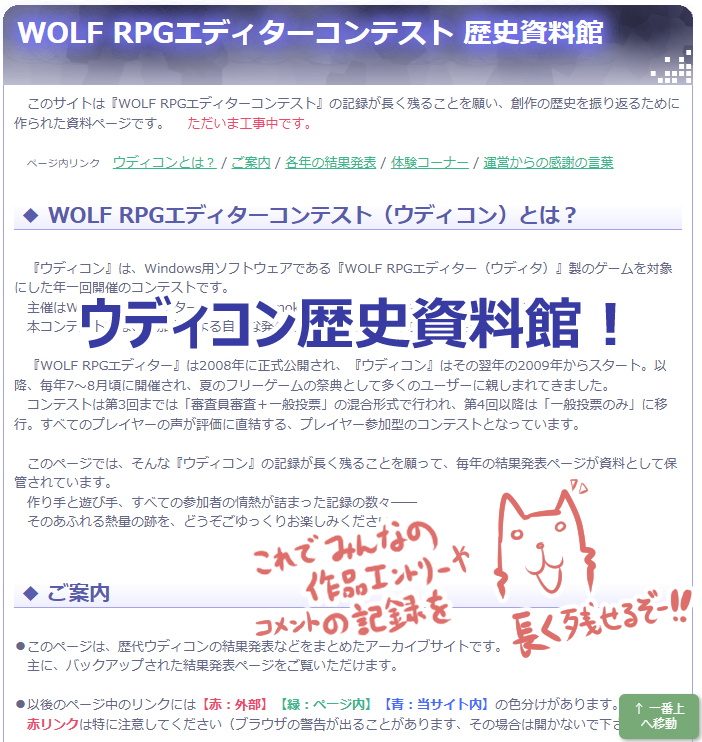 WOLF RPGエディターコンテスト 歴史資料館
このサイトは『WOLF RPGエディターコンテスト』の記録が長く残ることを願い、創作の歴史を振り返るために
作られた資料ページです。 ただいま工事中です。
ページ内リンク ウディコンとは？ / ご案内 / 各年の結果発表 / 体験コーナー / 運営からの感謝の言葉
◆ WOLF RPGエディターコンテスト（ウディコン）とは？
『ウディコン』は、Windows用ソフトウェアである『WOLF RPGエディター（ウディタ）』製のゲームを対象
にした年一回開催のコンテストです。
主催はW
ウディコン歴史資料館！
本コンテスト
『WOLF RPGエディター』は2008年に正式公開され、『ウディコン』はその翌年の2009年からスタート。以
降、毎年7～8月頃に開催され、夏のフリーゲームの祭典として多くのユーザーに親しまれてきました。
コンテストは第3回までは「審査員審査＋一般投票」の混合形式で行われ、第4回以降は「一般投票のみ」に移
行。すべてのプレイヤーの声が評価に直結する、プレイヤー参加型のコンテストとなっています。
このページでは、そんな『ウディコン』の記録が長く残ることを願って、毎年の結果発表ページが資料として保
管されています。
作り手と遊び手、すべての参加者の情熱が詰まった記録の数々――
そのあふれる熱量の跡を、どうぞごゆっくりお楽しみくださ
これでみんなの
作品エントリーや
コメントの記録を
長く残せるぞー!!
◆ ご案内
●このページは、歴代ウディコンの結果発表などをまとめたアーカイブサイトです。
主に、バックアップされた結果発表ページをご覧いただけます。
●以後のページ中のリンクには【赤：外部】【緑：ページ内】【青：当サイト内】の色分けがあります。
赤リンクは特に注意してください（ブラウザの警告が出ることがあります、その場合は開かないで下さ
↑ 一番上
へ移動